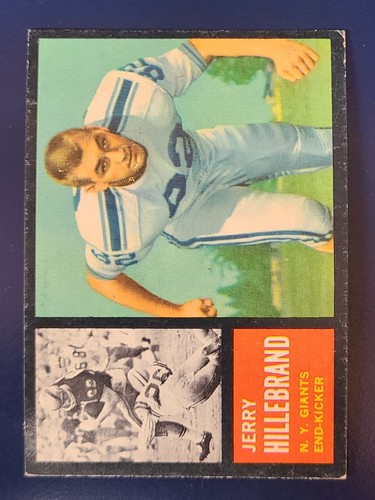 JERRY
HILLEBRAND
N. Y. GIANTS
END-KICKER